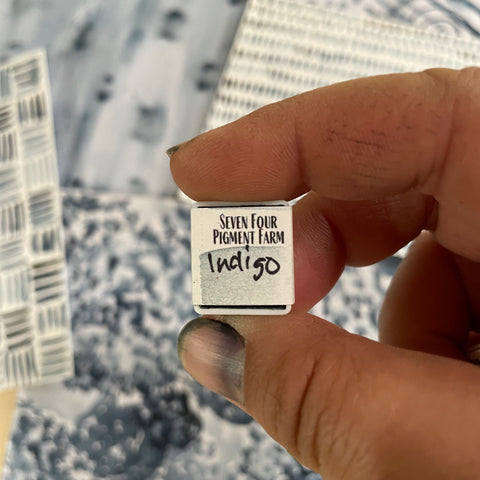 Seven Four
Pigment Farm
Indigo